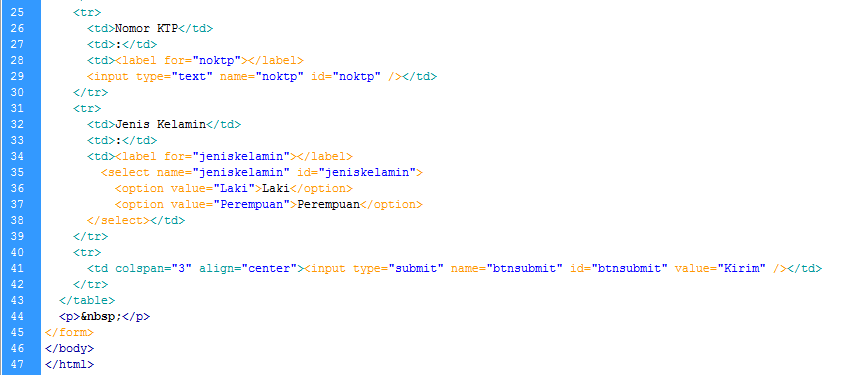 25 <tr>
26 <td>Nomor KTP</td>
27 <td>:</td>
28 <td><label for="noktp"></label>
29 <input type="text" name="noktp" id="noktp" /></td>
30 </tr>
31 <tr>
32 <td>Jenis Kelamin</td>
33 <td>:</td>
34 <td><label for="jeniskelamin"></label>
35 <select name="jeniskelamin" id="jeniskelamin">
36 <option value="Laki">Laki</option>
37 <option value="Perempuan">Perempuan</option>
38 </select></td>
39 </tr>
40 <tr>
41 <td colspan="3" align="center"><input type="submit" name="btnsubmit" id="btnsubmit" value="Kirim" /></td>
42 </tr>
43 </table>
44 <p>&nbsp;</p>
45 </form>
46 </body>
47 </html>